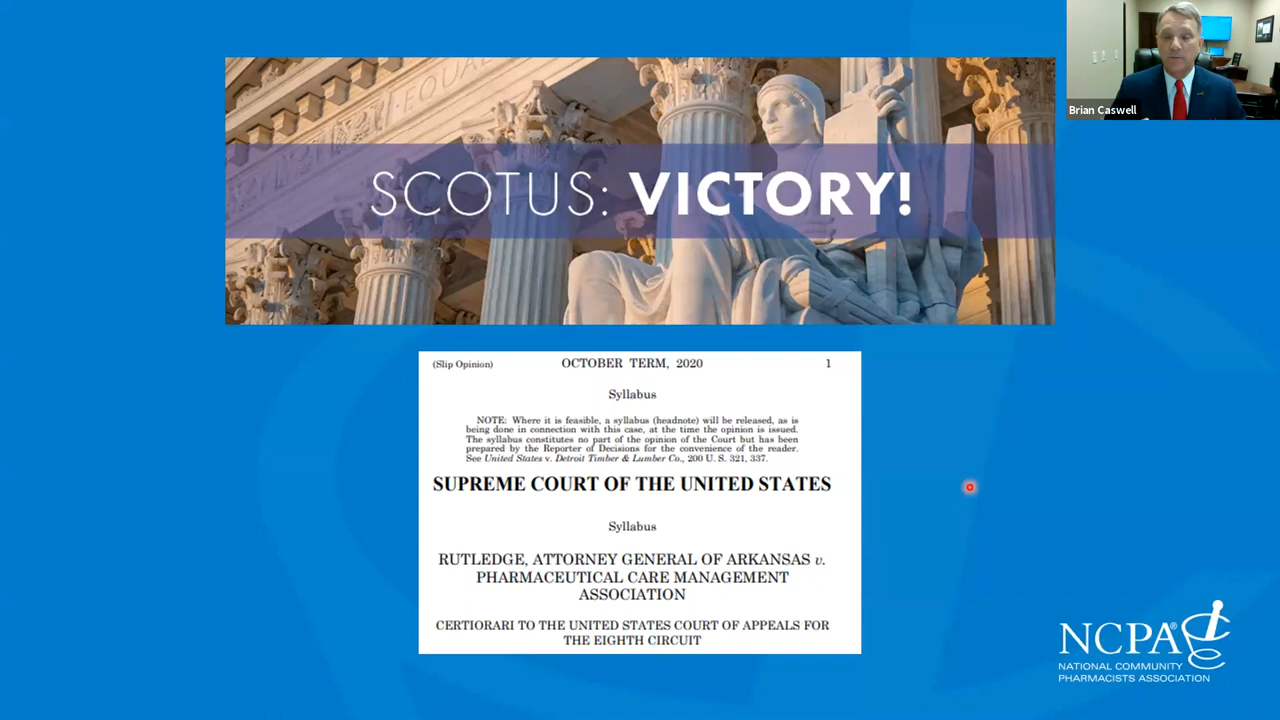 EQUAL
SCOTUS: VICTORY!
Brian Caswell
(Slip Opinion) OCTOBER TERM, 2020 1
Syllabus
NOTE: Where it is feasible, a syllabus (headnote) will be released, as is
being done in connection with this case, at the time the opinion is issued.
The syllabus constitutes no part of the opinion of the Court but has been
prepared by the Reporter of Decisions for the convenience of the reader.
See United States v. Detroit Timber & Lumber Co., 200 U. S. 321, 337.
SUPREME COURT OF THE UNITED STATES
Syllabus
RUTLEDGE, ATTORNEY GENERAL OF ARKANSAS v.
PHARMACEUTICAL CARE MANAGEMENT
ASSOCIATION
CERTIORARI TO THE UNITED STATES COURT OF APPEALS FOR
THE EIGHTH CIRCUIT
NCPA®
NATIONAL COMMUNITY
PHARMACISTS ASSOCIATION